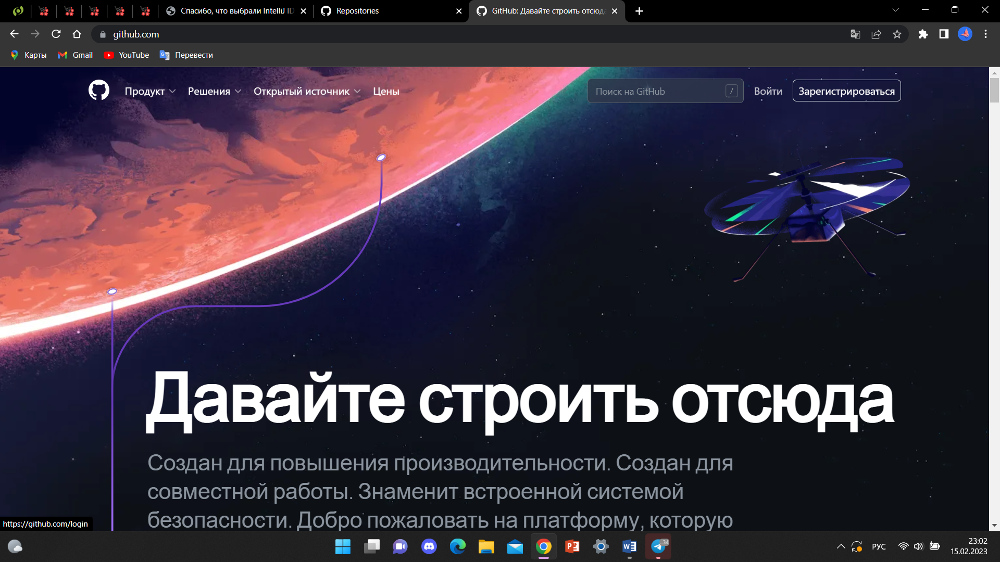 Спасибо, что выбрали IntelliJ ID
Repositories
GitHub: Давайте строить отсюда
github.com
Карты
Gmail
YouTube
Перевести
Продукт
Решения
Открытый источник
Цены
Поиск на GitHub
/
Войти
Зарегистрироваться
Давайте строить отсюда
Создан для повышения производительности. Создан для
совместной работы. Знаменит встроенной системой
безопасности. Добро пожаловать на платформу, которую
https://github.com/login
34
РУС
23:02
15.02.2023